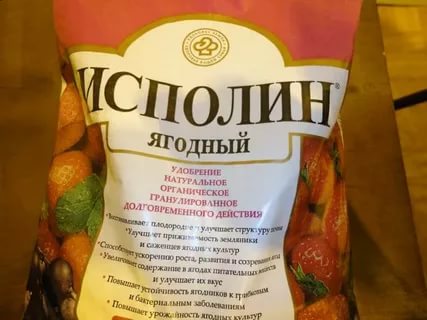 ИСПОЛИН®
ЯГОДНЫЙ
УДОБРЕНИЕ
НАТУРАЛЬНОЕ
ОРГАНИЧЕСКОЕ
ГРАНУЛИРОВАННОЕ
ДОЛГОВРЕМЕННОГО ДЕЙСТВИЯ
•Восстанавливает плодородие и улучшает структуру почвы
•Улучшает приживаемость земляники
и саженцев ягодных культур
•Способствует ускорению роста, развития и созревания ягод
•Увеличивает содержание в ягодах питательных веществ
и улучшает их вкус
•Повышает устойчивость ягодников к грибковым
и бактериальным заболеваниям
•Повышает урожайность ягодных культур